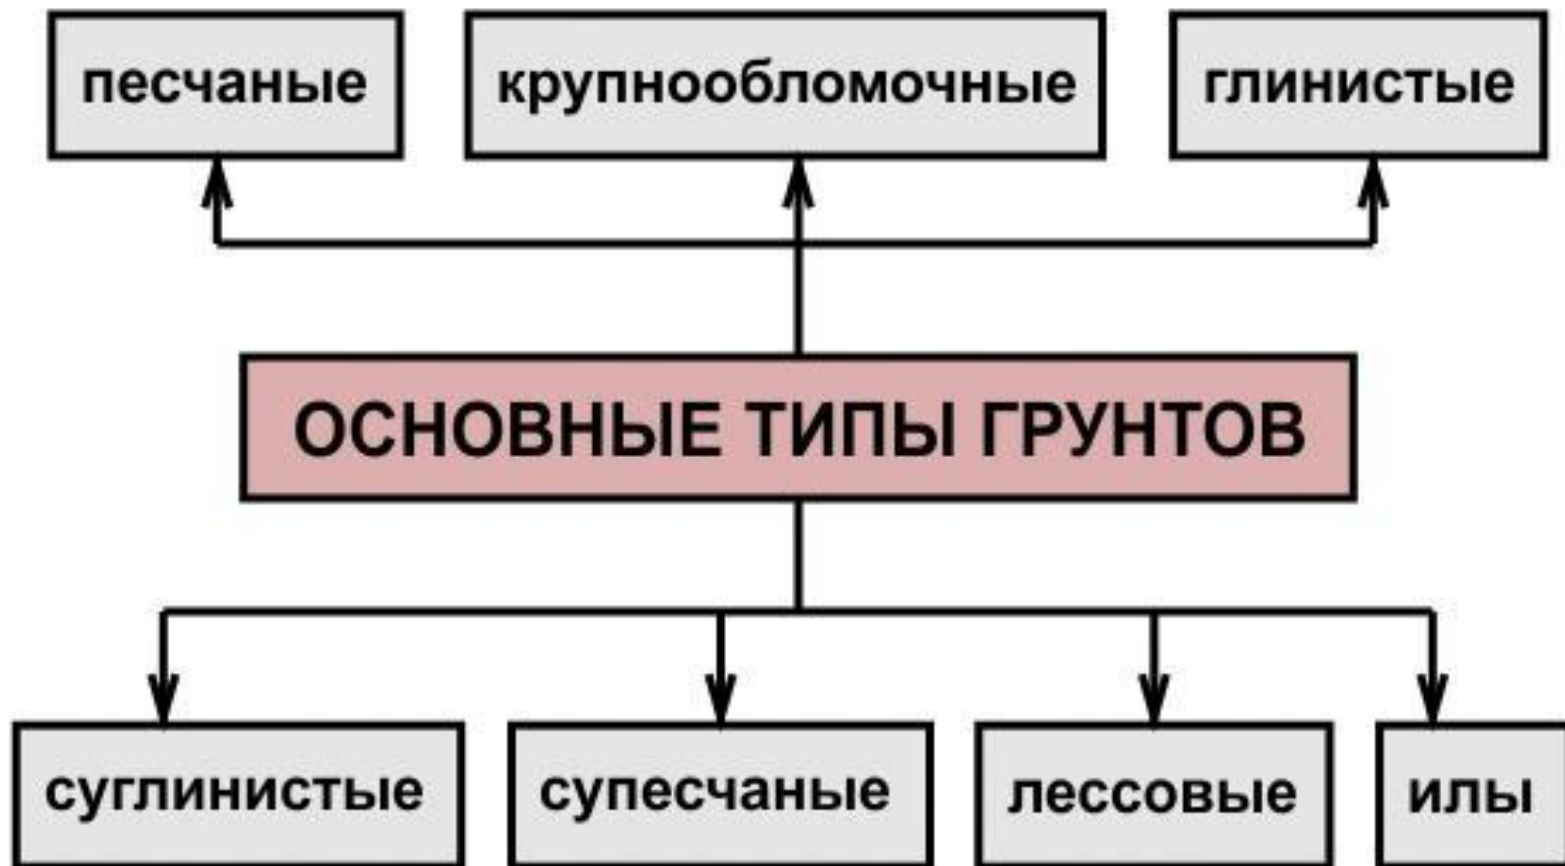 песчаные
крупнообломочные
глинистые
ОСНОВНЫЕ ТИПЫ ГРУНТОВ
суглинистые
супесчаные
лессовые
илы